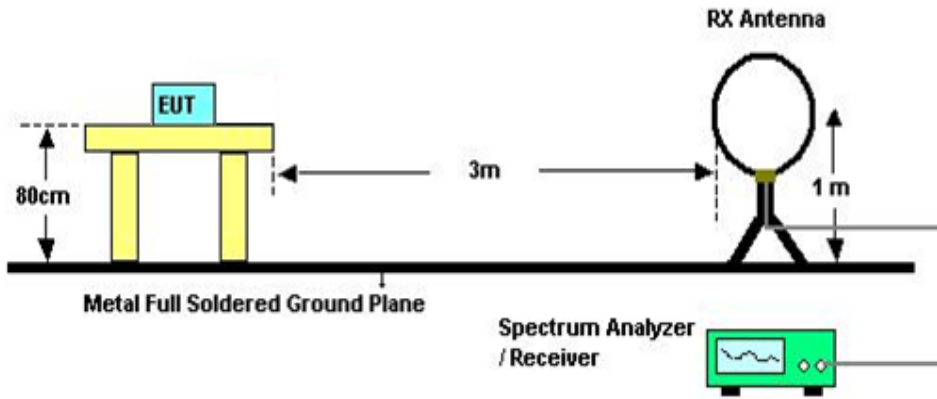 RX Antenna
EUT
3m
80cm
1 m
Metal Full Soldered Ground Plane
Spectrum Analyzer
/ Receiver